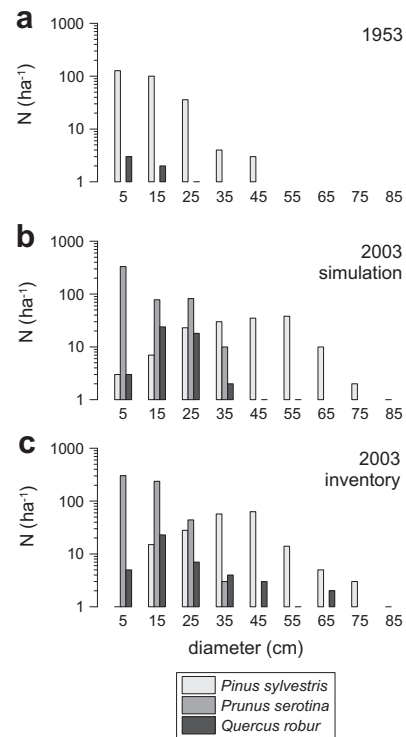 a
1953
1000
100
10
1
N (ha-1)
5 15 25 35 45 55 65 75 85
b
2003
simulation
1000
100
10
1
N (ha-1)
5 15 25 35 45 55 65 75 85
c
2003
inventory
1000
100
10
1
N (ha-1)
5 15 25 35 45 55 65 75 85
diameter (cm)
Pinus sylvestris
Prunus serotina
Quercus robur